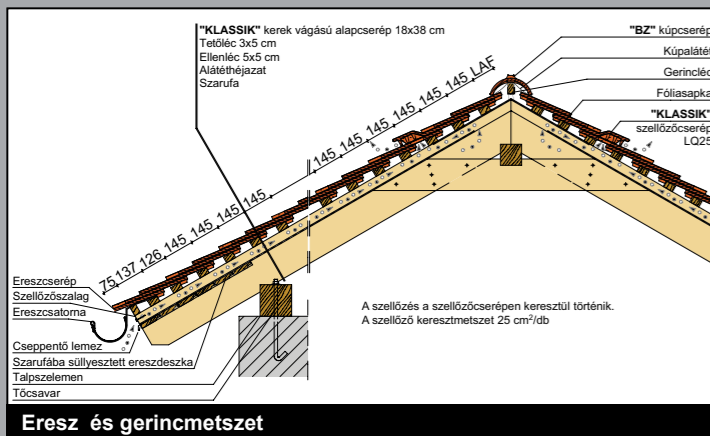 "KLASSIK" kerek vágású alapcserép 18x38 cm
Tetőléc 3x5 cm
Ellenléc 5x5 cm
Alátéthéjazat
Szarufa
"BZ" kúpcserép
Kúpalátét
Gerincléc
Fóliasapka
"KLASSIK"
szellőzőcserép
LQ25
75 137 126 145 145 145 145 145 145 145 145 145 145 LAF
Ereszcserép
Szellőzőszalag
Ereszcsatorna
Cseppentő lemez
Szarufába süllyesztett ereszdeszka
Talpszelemen
Tőcsavar
A szellőzés a szellőzőcserépen keresztül történik.
A szellőző keresztmetszet 25 cm²/db
Eresz és gerincmetszet